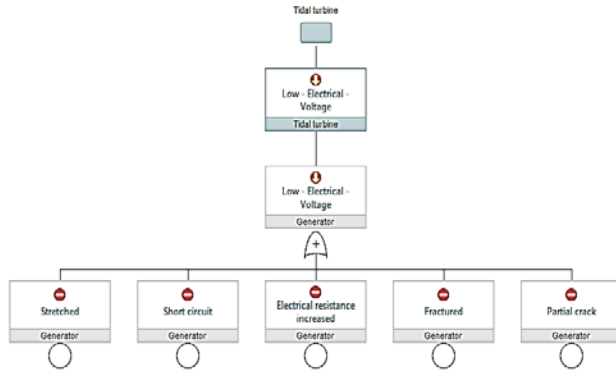 Tidal turbine
Low - Electrical -
Voltage
Tidal turbine
Low - Electrical -
Voltage
Generator
+
Stretched
Generator
Short circuit
Generator
Electrical resistance
increased
Generator
Fractured
Generator
Partial crack
Generator